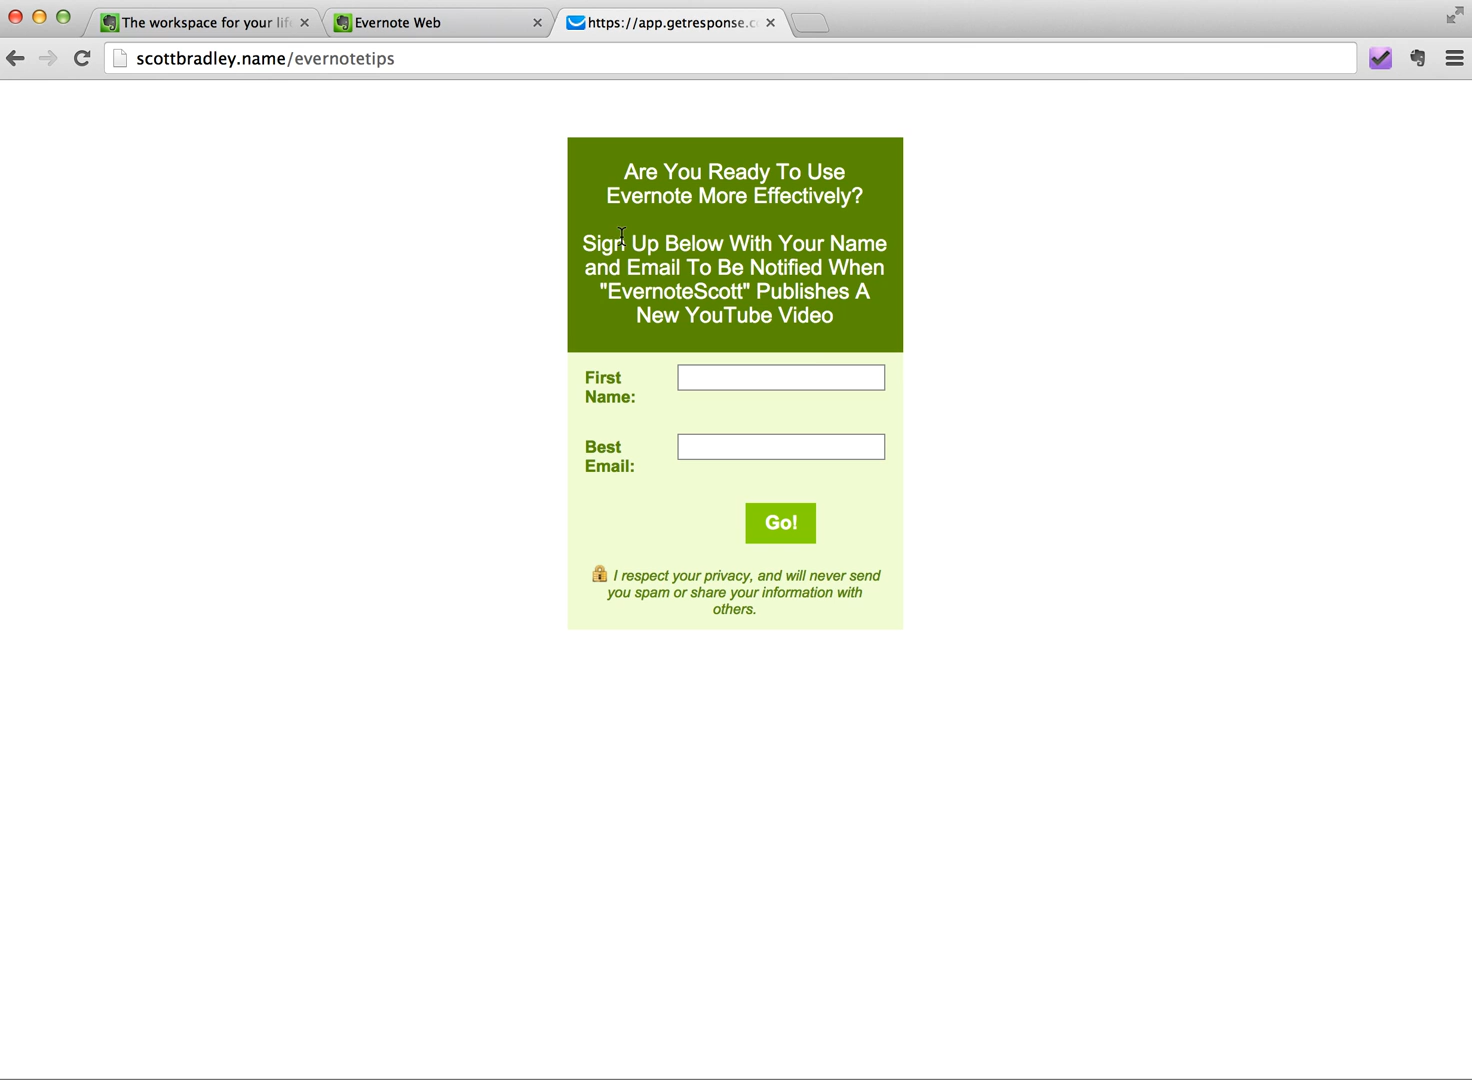 The workspace for your life
Evernote Web
https://app.getresponse.c
scottbradley.name/evernotetips
Are You Ready To Use
Evernote More Effectively?
Sign Up Below With Your Name
and Email To Be Notified When
"EvernoteScott" Publishes A
New YouTube Video
First
Name:
Best
Email:
Go!
I respect your privacy, and will never send
you spam or share your information with
others.